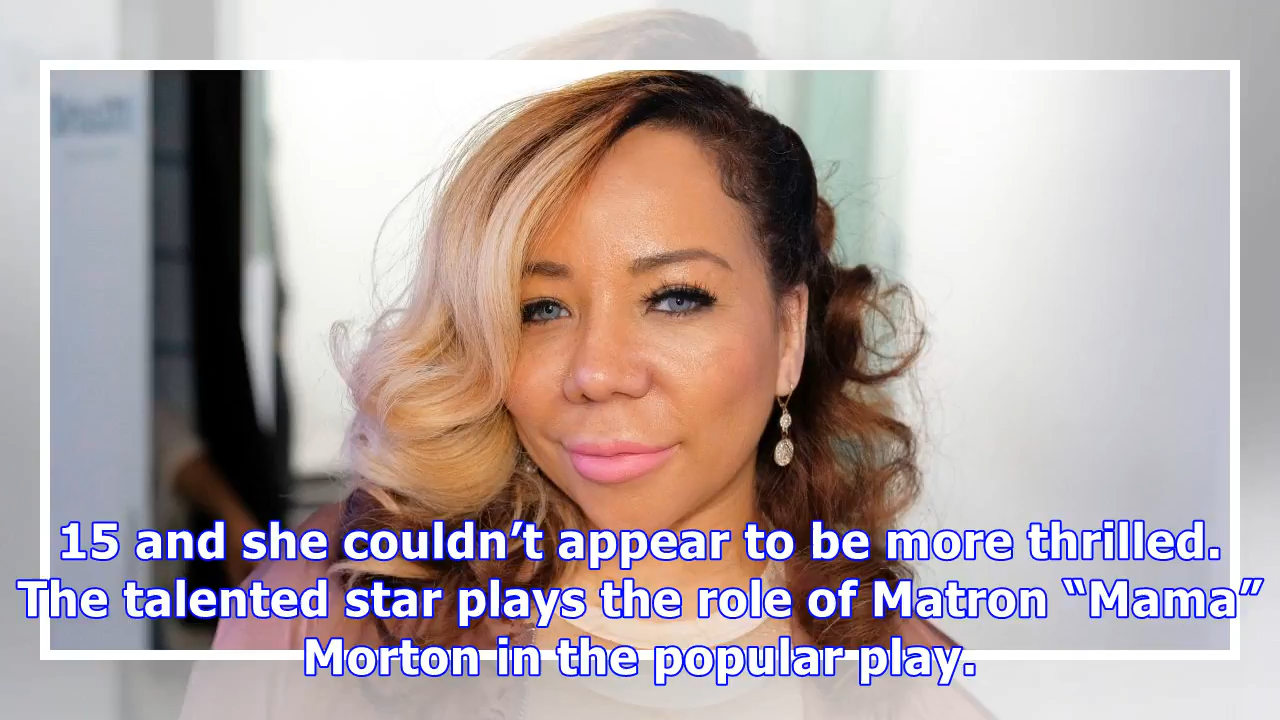 15 and she couldn’t appear to be more thrilled.
The talented star plays the role of Matron “Mama”
Morton in the popular play.